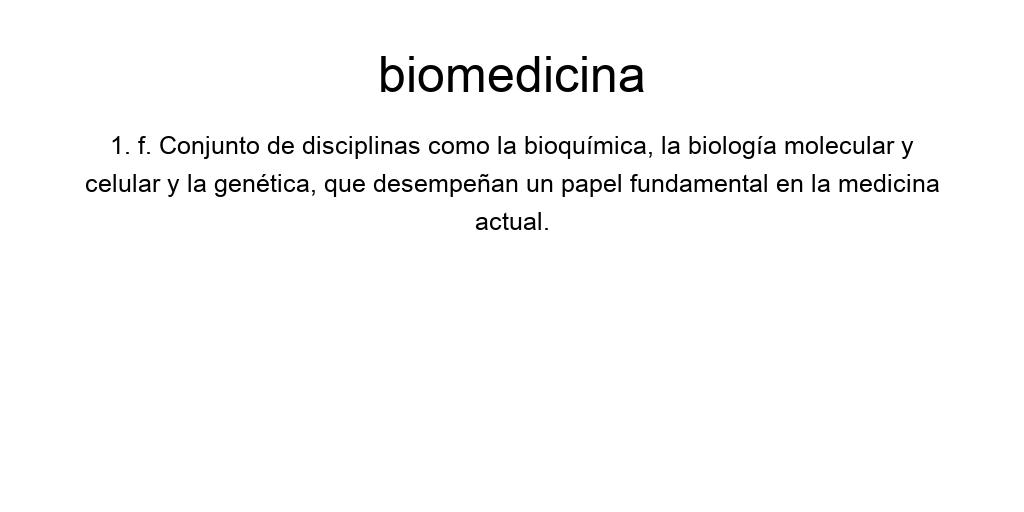 biomedicina
1. f. Conjunto de disciplinas como la bioquímica, la biología molecular y
celular y la genética, que desempeñan un papel fundamental en la medicina
actual.